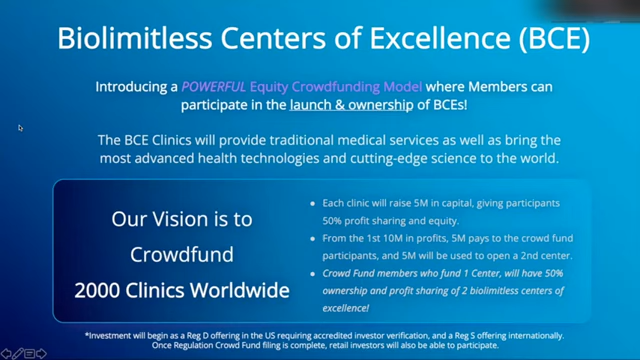 Biolimitless Centers of Excellence (BCE)
Introducing a POWERFUL Equity Crowdfunding Model where Members can
participate in the launch & ownership of BCEs!
The BCE Clinics will provide traditional medical services as well as bring the
most advanced health technologies and cutting-edge science to the world.
Our Vision is to
Crowdfund
2000 Clinics Worldwide
• Each clinic will raise 5M in capital, giving participants
50% profit sharing and equity.
• From the 1st 10M in profits, 5M pays to the crowd fund
participants, and 5M will be used to open a 2nd center.
• Crowd Fund members who fund 1 Center, will have 50%
ownership and profit sharing of 2 biolimitless centers of
excellence!
*Investment will begin as a Reg D offering in the US requiring accredited investor verification, and a Reg S offering internationally.
Once Regulation Crowd Fund filing is complete, retail investors will also be able to participate.